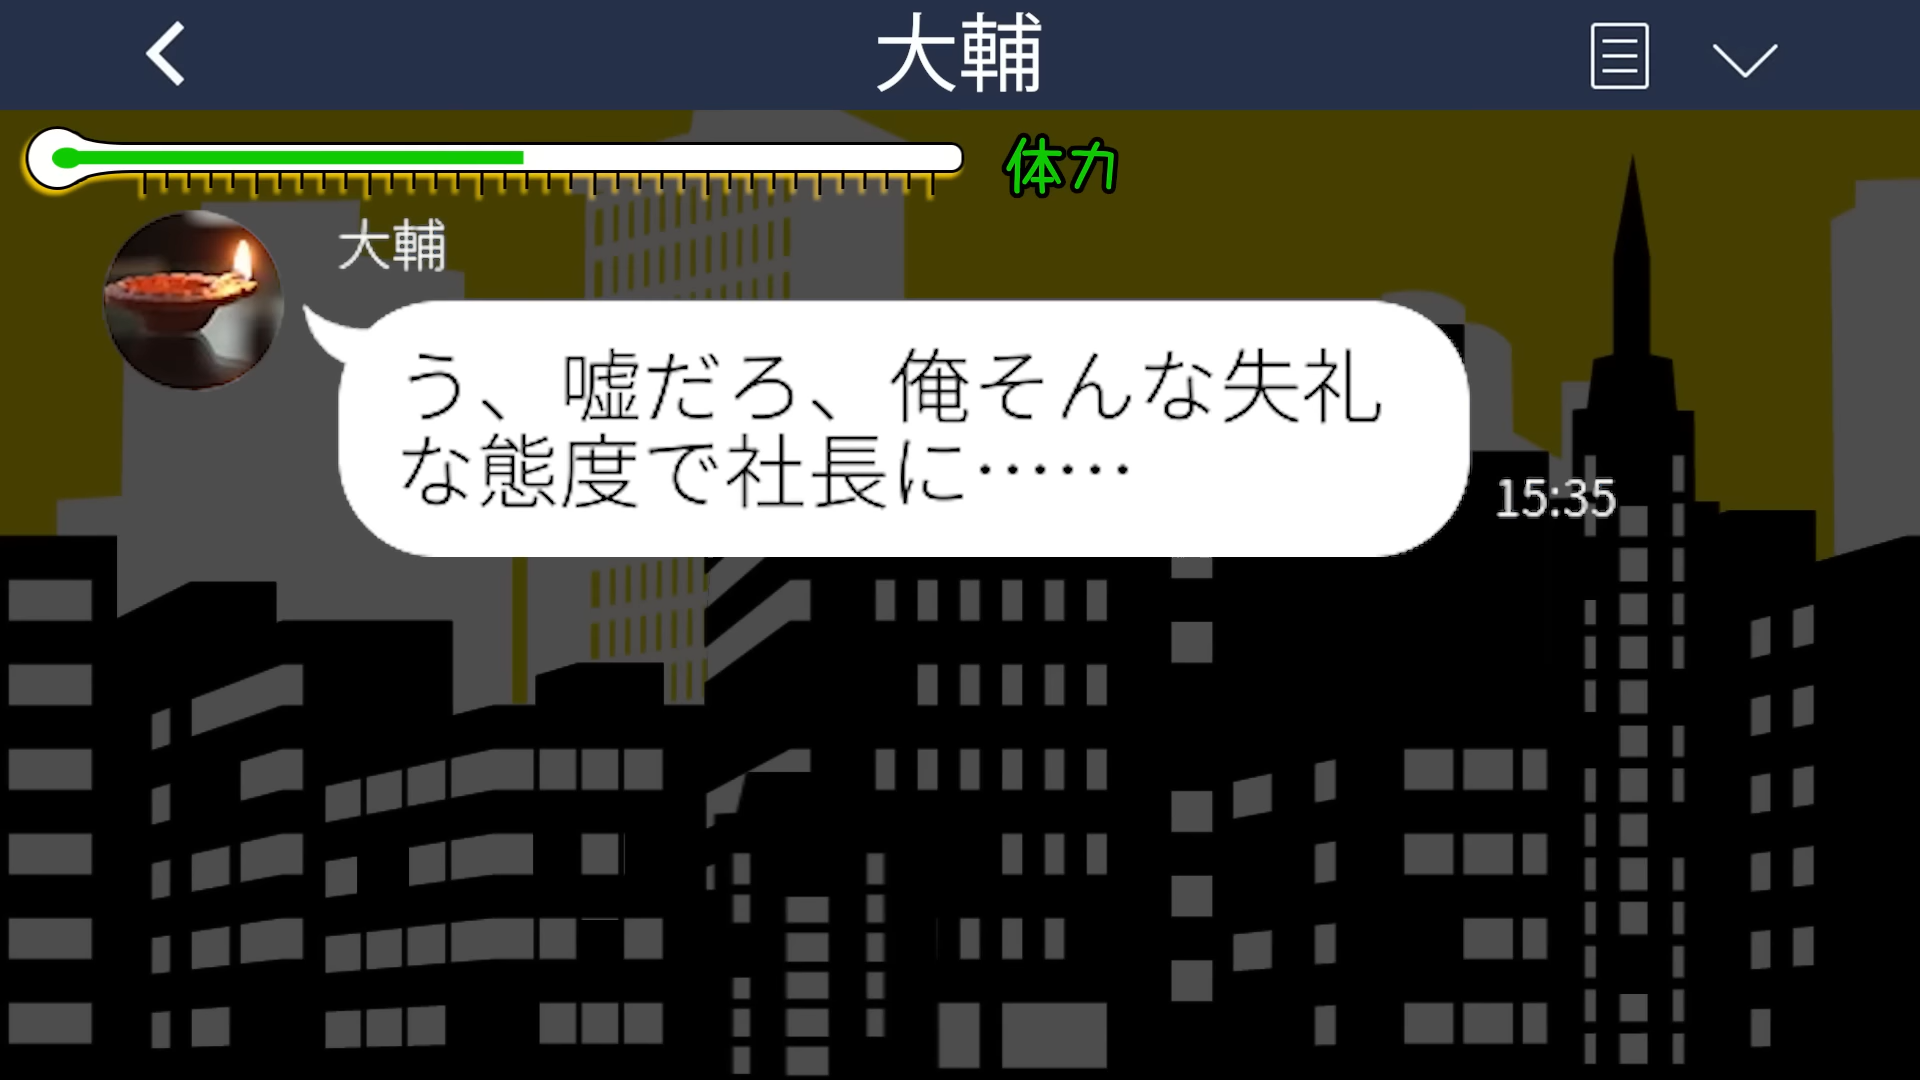 大輔
体力
大輔
う、嘘だろ、俺そんな失礼
な態度で社長に……
15:35